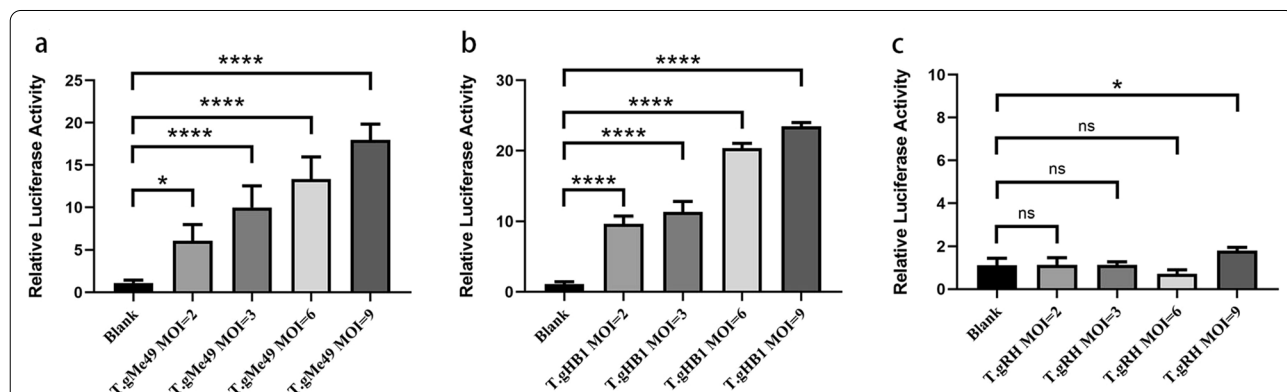 a
Relative Luciferase Activity
25
20
15
10
5
0
****
****
****
*
Blank
T.gMe49 MOI=2
T.gMe49 MOI=3
T.gMe49 MOI=6
T.gMe49 MOI=9
b
Relative Luciferase Activity
30
20
10
0
****
****
****
****
Blank
T.gHB1 MOI=2
T.gHB1 MOI=3
T.gHB1 MOI=6
T.gHB1 MOI=9
c
Relative Luciferase Activity
10
8
6
4
2
0
*
ns
ns
ns
Blank
T.gRH MOI=2
T.gRH MOI=3
T.gRH MOI=6
T.gRH MOI=9